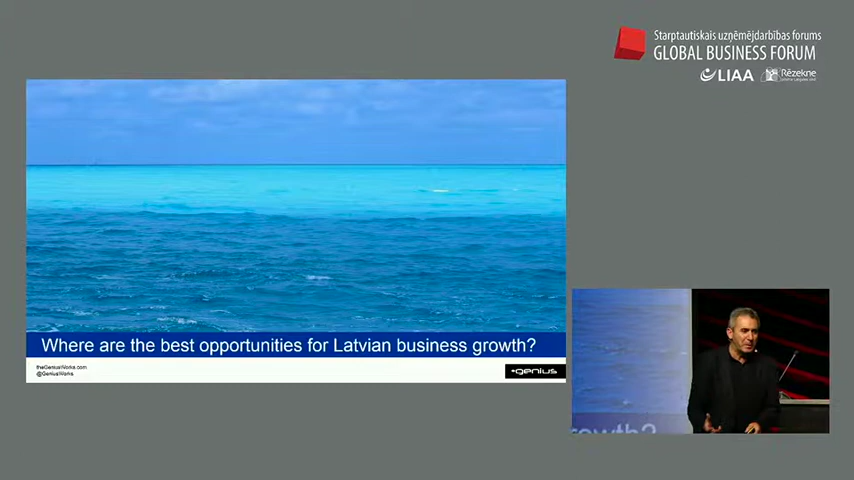 Starptautiskais uzņēmējdarbības forums
GLOBAL BUSINESS FORUM
LIAA
Rēzekne
Where are the best opportunities for Latvian business growth?
theGeniusWorks.com
@GeniusWorks
genius
rowth?